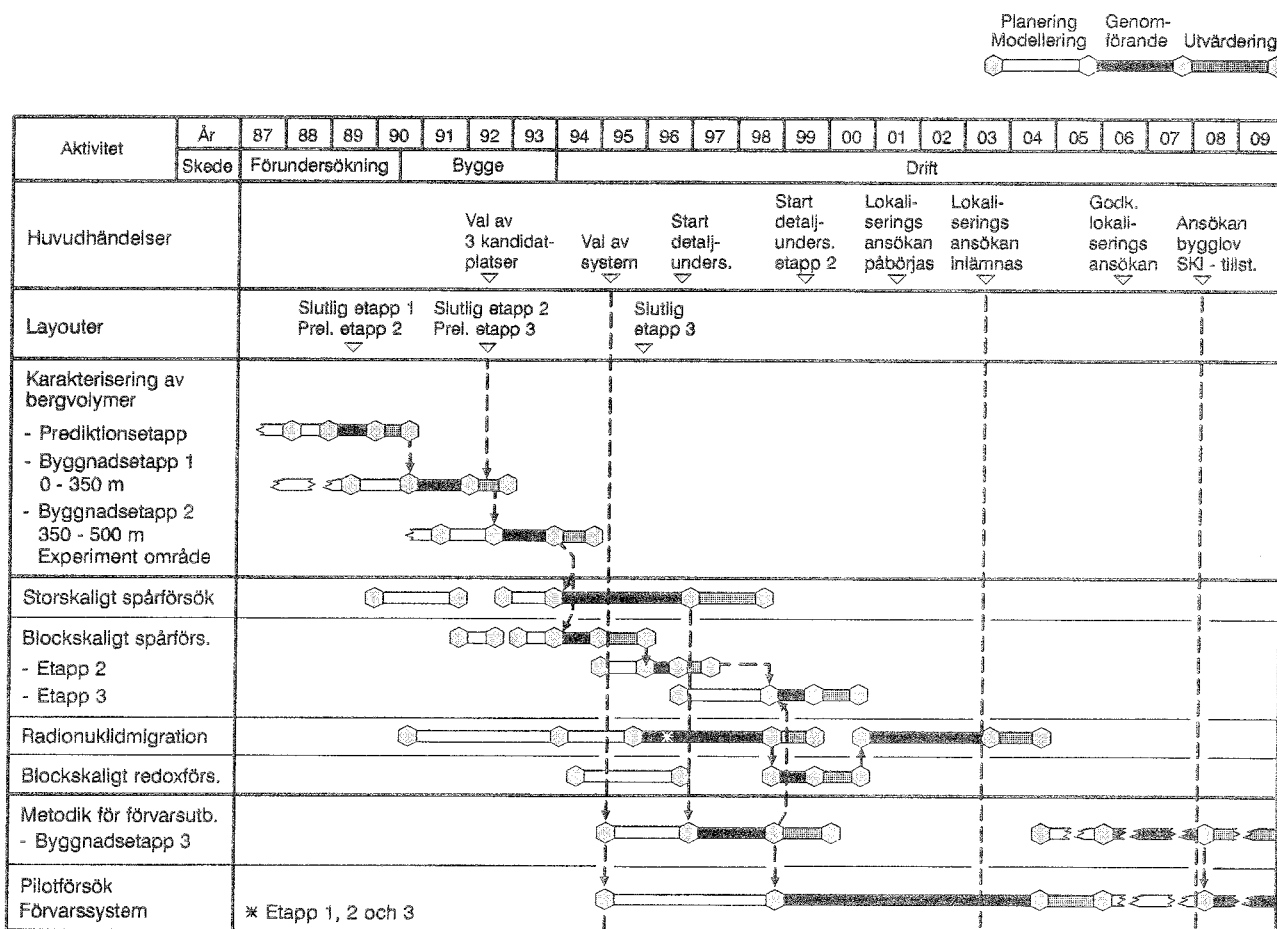 Planering Genom-
Modellering förande Utvärdering
Aktivitet
År 87 88 89 90 91 92 93 94 95 96 97 98 99 00 01 02 03 04 05 06 07 08 09
Skede Förundersökning Bygge Drift
Huvudhändelser
Val av
3 kandidat-
platser
Val av
system
Start
detalj-
unders.
Start
detalj-
unders.
etapp 2
Lokali-
serings
ansökan
påbörjas
Lokali-
serings
ansökan
inlämnas
Godk.
lokali-
serings
ansökan
Ansökan
bygglov
SKI - tillst.
Layouter
Slutlig etapp 1
Prel. etapp 2
Slutlig etapp 2
Prel. etapp 3
Slutlig
etapp 3
Karakterisering av
bergvolymer
- Prediktionsetapp
- Byggnadsetapp 1
0 - 350 m
- Byggnadsetapp 2
350 - 500 m
Experiment område
Storskaligt spårförsök
Blockskaligt spårförs.
- Etapp 2
- Etapp 3
Radionuklidmigration
*
Blockskaligt redoxförs.
Metodik för förvarsutb.
- Byggnadsetapp 3
Pilotförsök
Förvarssystem
* Etapp 1, 2 och 3